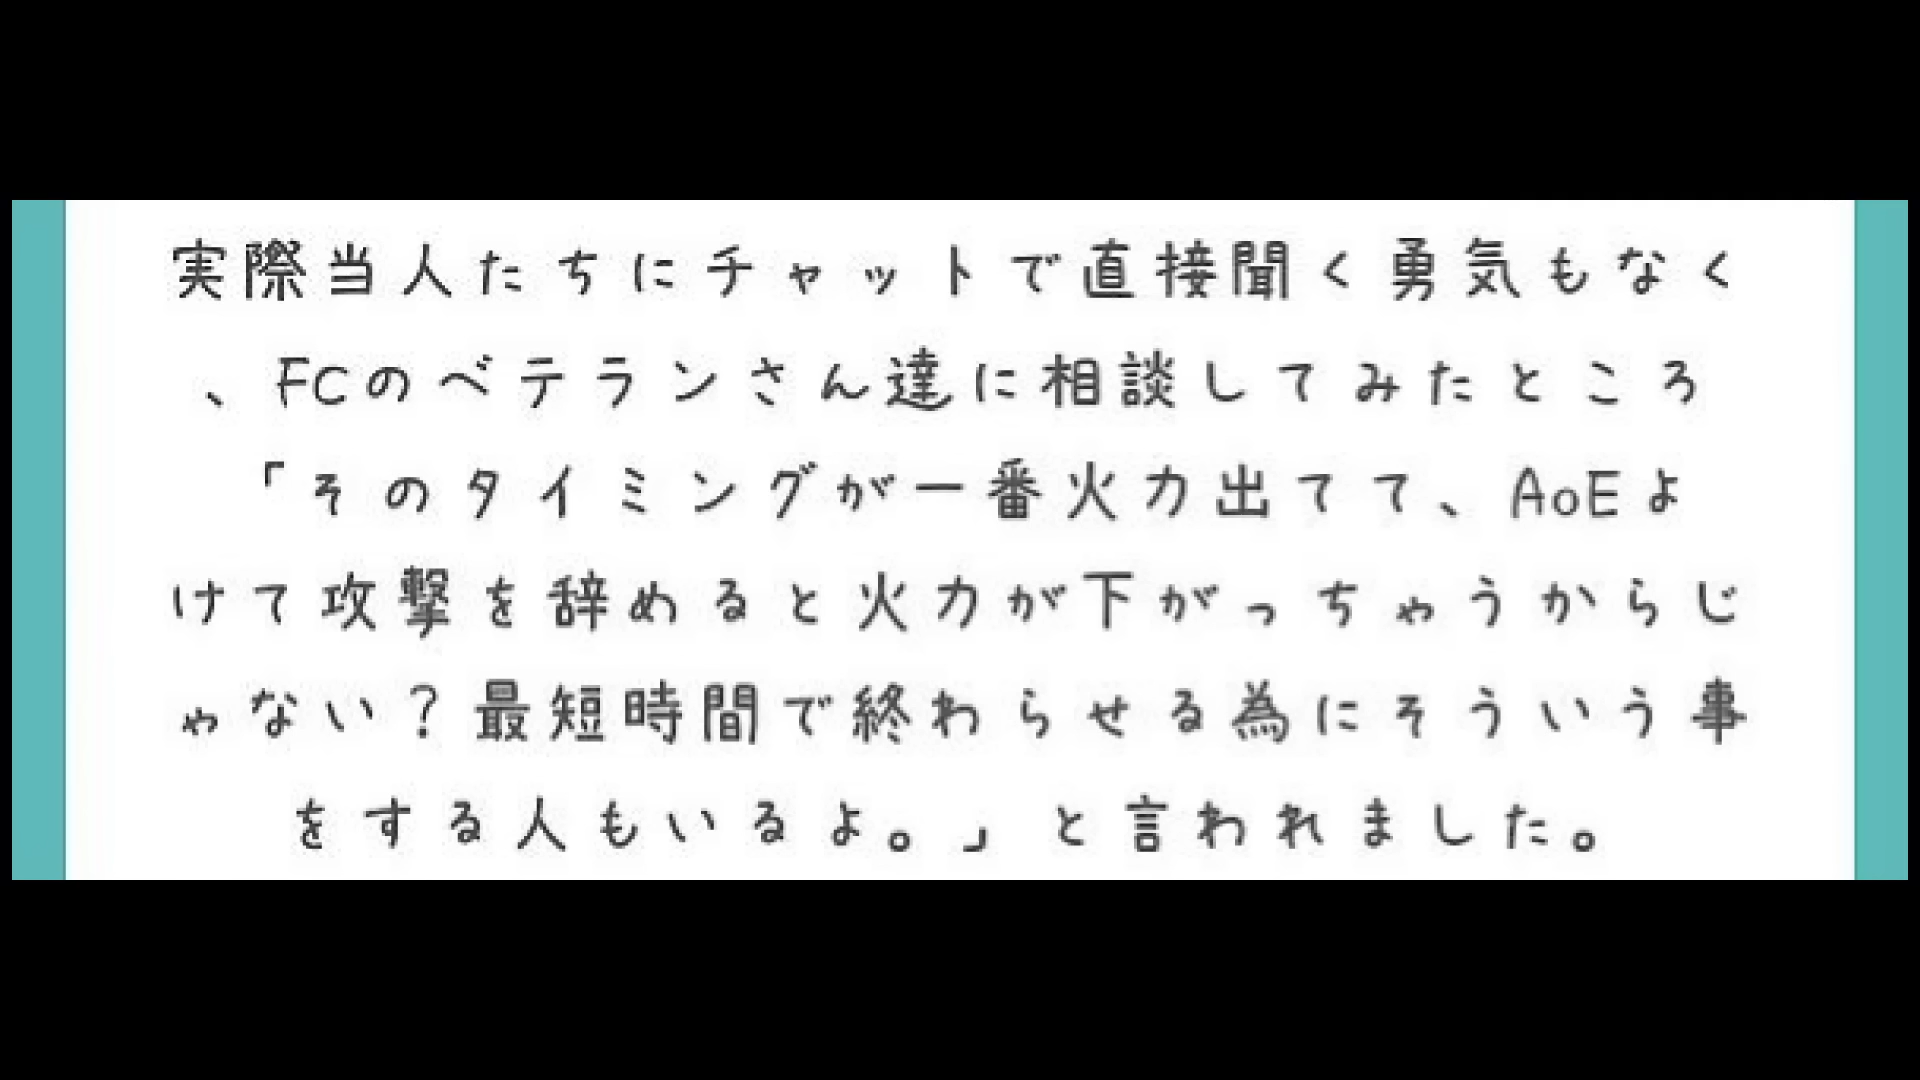 実際当人たちにチャットで直接聞く勇気もなく
、FCのベテランさん達に相談してみたところ
「そのタイミングが一番火力出てて、AoEよ
けて攻撃を辞めると火力が下がっちゃうからじ
ゃない？最短時間で終わらせる為にそういう事
をする人もいるよ。」と言われました。